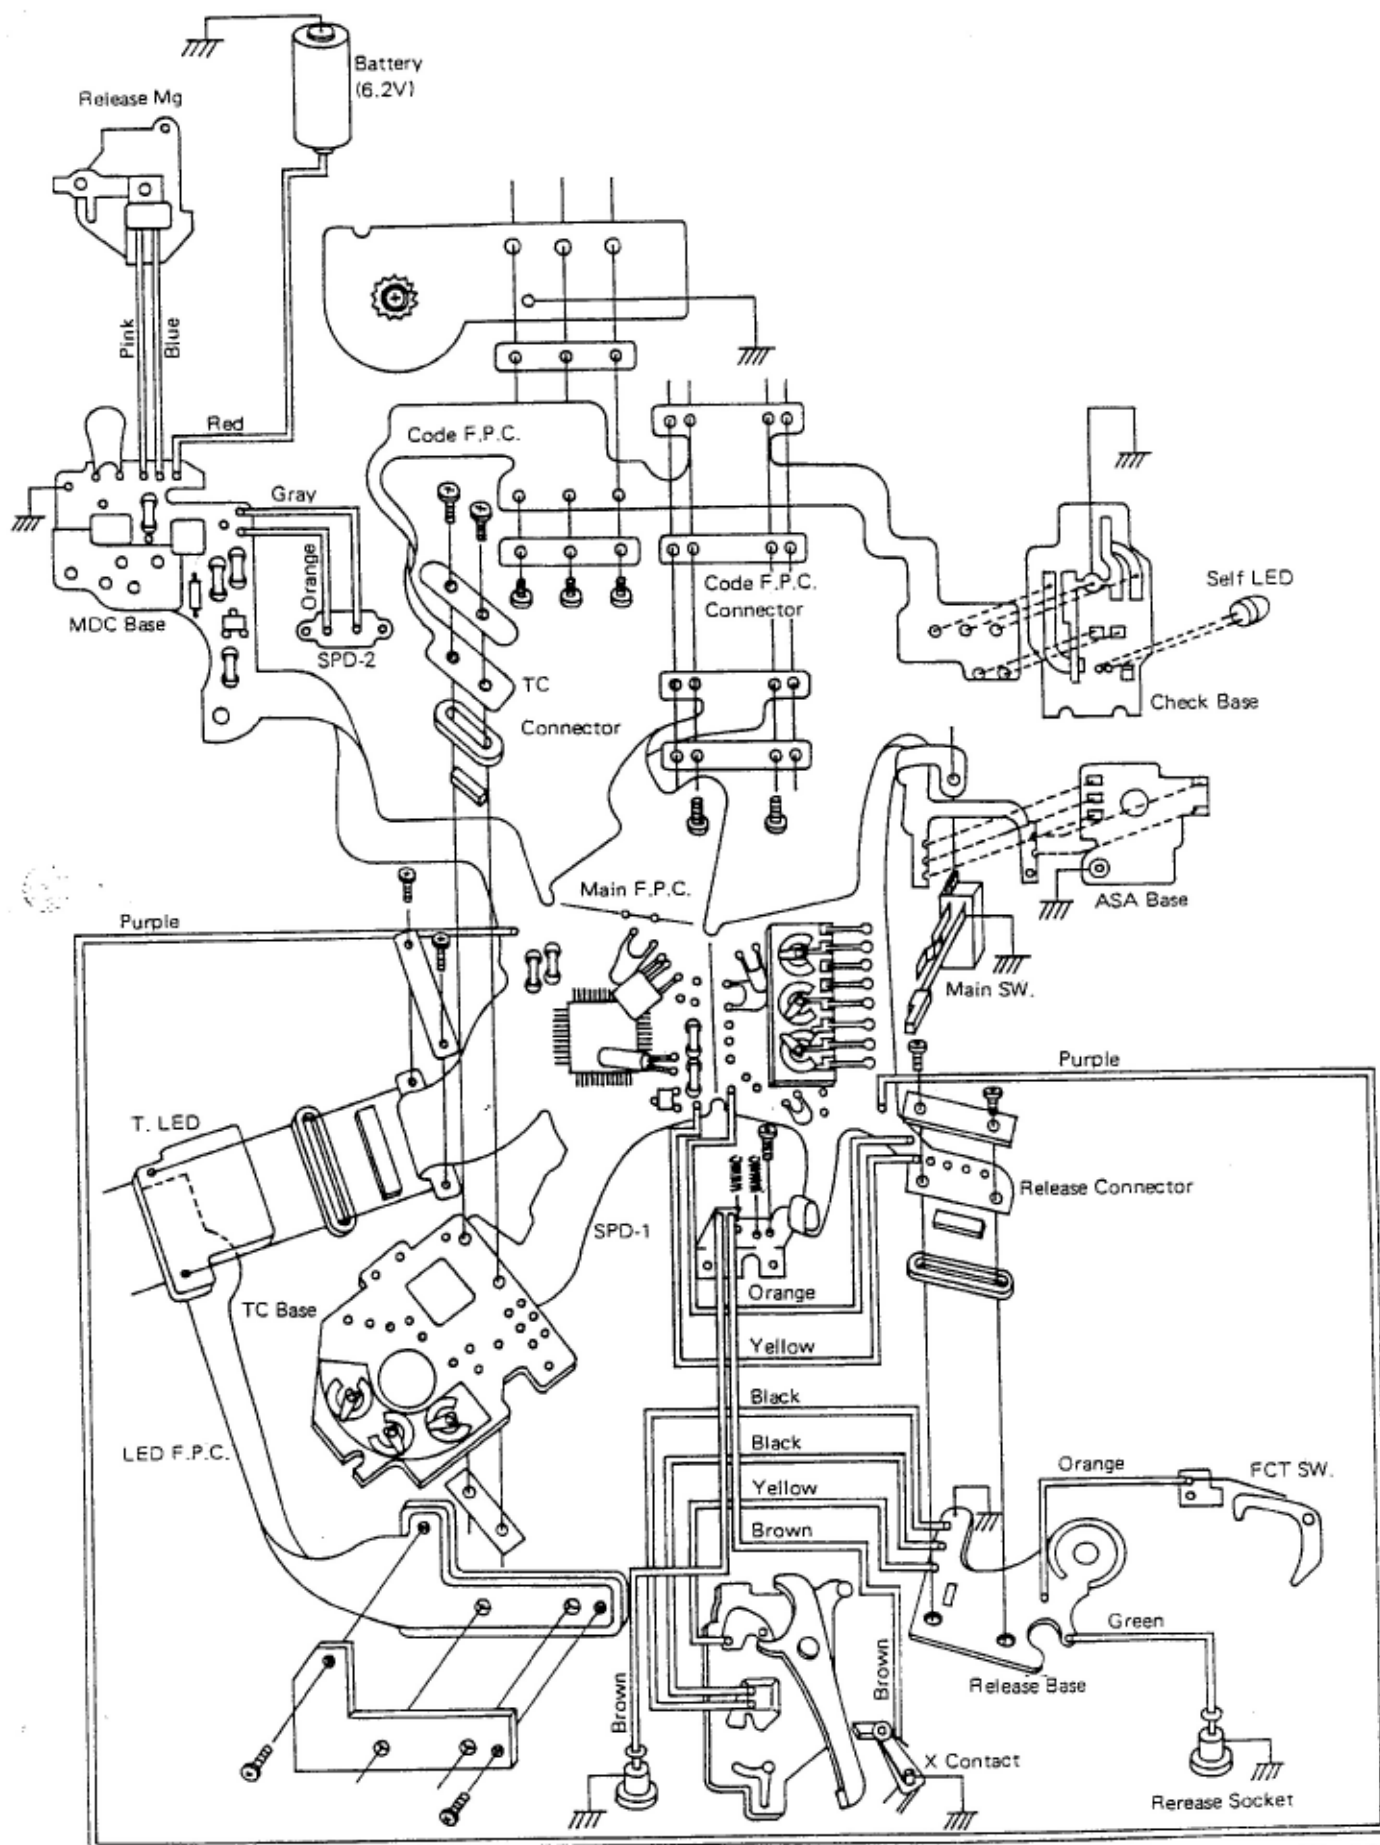 Battery
(6.2V)
Release Mg
Pink
Blue
Red
Code F.P.C.
Gray
Orange
MDC Base
SPD-2
Code F.P.C.
Connector
Self LED
Check Base
TC
Connector
Main F.P.C.
ASA Base
Purple
Main SW.
Purple
T. LED
Release Connector
SPD-1
Orange
TC Base
Yellow
Black
LED F.P.C.
Black
Orange
FCT SW.
Yellow
Brown
Green
Brown
Brown
Release Base
X Contact
Rerease Socket